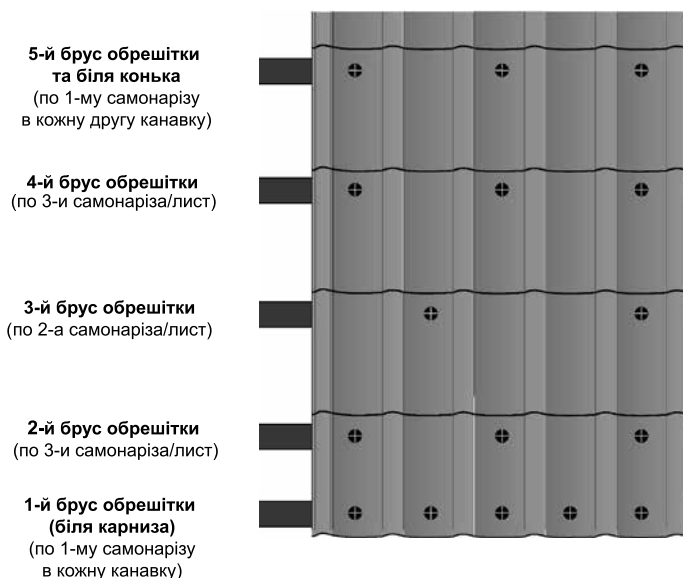 5-й брус обрешітки
та біля конька
(по 1-му самонарізу
в кожну другу канавку)
4-й брус обрешітки
(по 3-и самонаріза/лист)
3-й брус обрешітки
(по 2-а самонаріза/лист)
2-й брус обрешітки
(по 3-и самонаріза/лист)
1-й брус обрешітки
(біля карниза)
(по 1-му самонарізу
в кожну канавку)